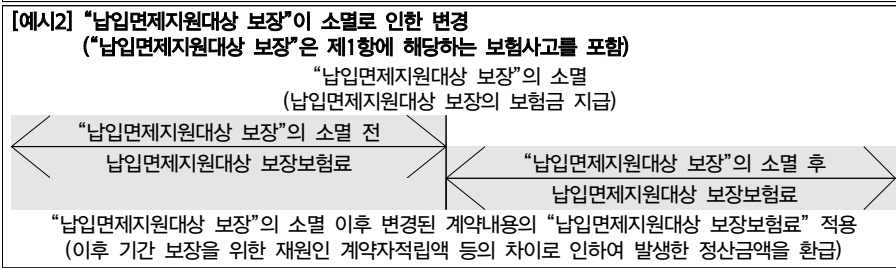 [예시2] “납입면제지원대상 보장”이 소멸로 인한 변경
(“납입면제지원대상 보장”은 제1항에 해당하는 보험사고를 포함)
“납입면제지원대상 보장”의 소멸
(납입면제지원대상 보장의 보험금 지급)
“납입면제지원대상 보장”의 소멸 전
납입면제지원대상 보장보험료
“납입면제지원대상 보장”의 소멸 후
납입면제지원대상 보장보험료
“납입면제지원대상 보장”의 소멸 이후 변경된 계약내용의 “납입면제지원대상 보장보험료” 적용
(이후 기간 보장을 위한 재원인 계약자적립액 등의 차이로 인하여 발생한 정산금액을 환급)